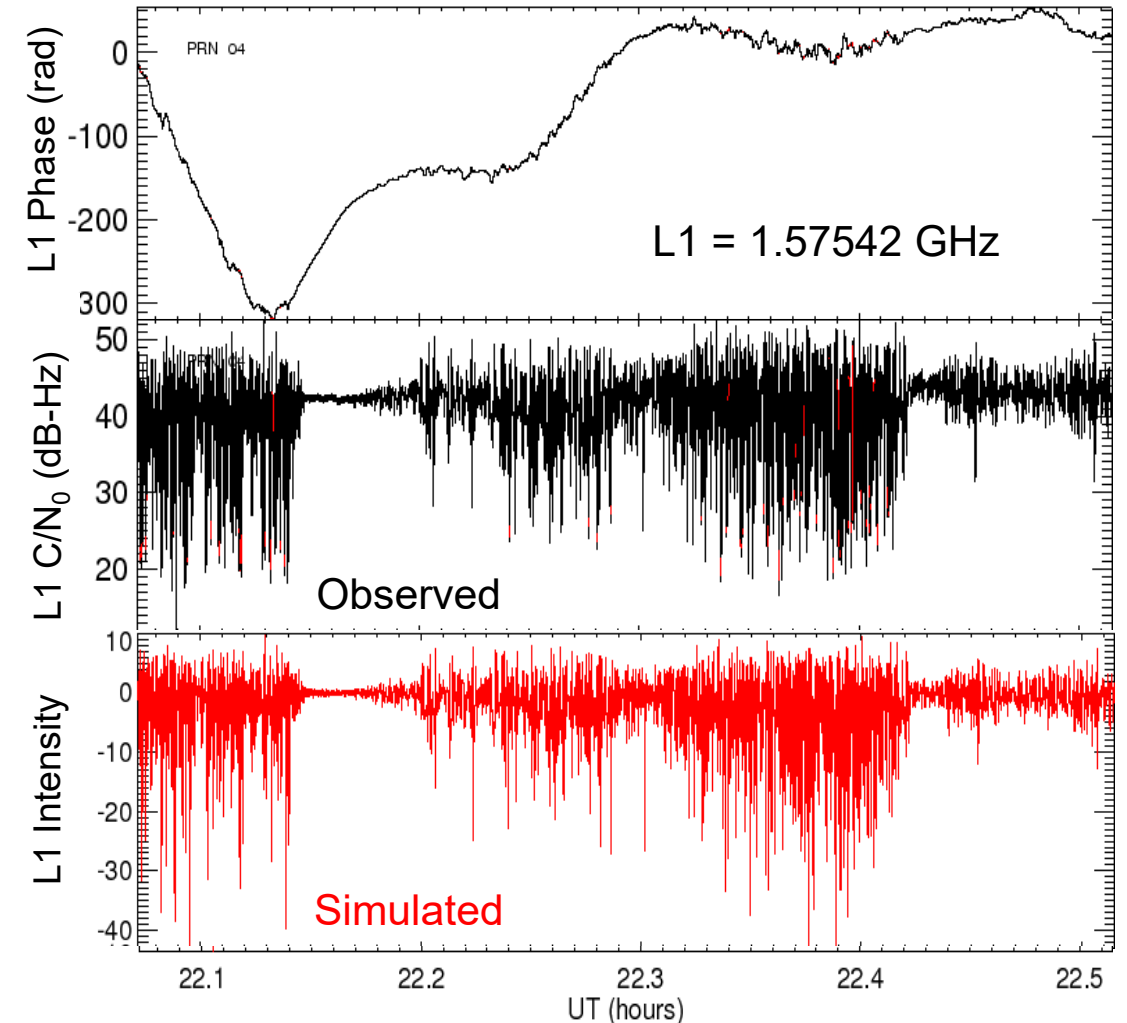 L1 Phase (rad)
0
-100
-200
300
PRN 04
L1 = 1.57542 GHz
L1 C/N0 (dB-Hz)
50
40
30
20
Observed
L1 Intensity
10
0
-10
-20
-30
-40
Simulated
22.1 22.2 22.3 22.4 22.5
UT (hours)